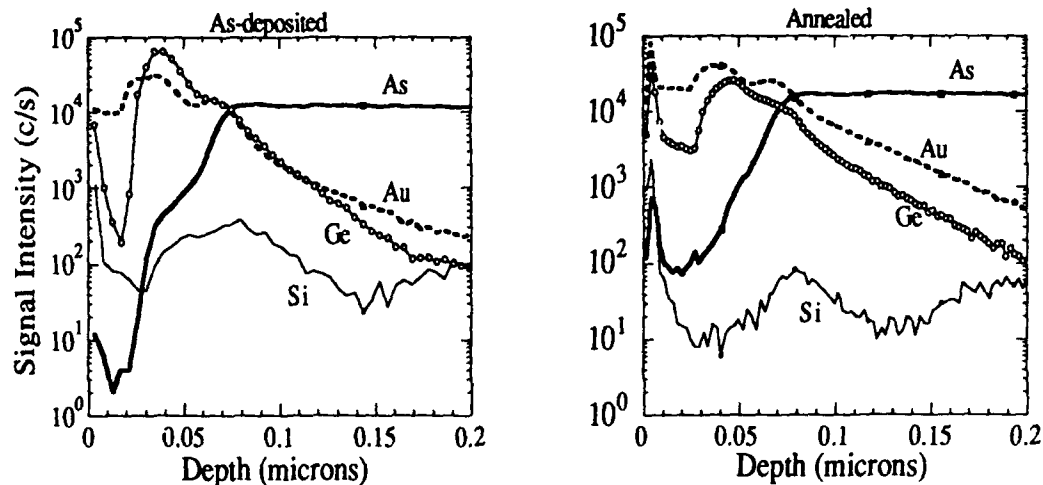 As-deposited
Signal Intensity (c/s)
10^5
10^4
10^3
10^2
10^1
10^0
As
Au
Ge
Si
0
0.05
0.1
0.15
0.2
Depth (microns)
Annealed
10^5
10^4
10^3
10^2
10^1
10^0
As
Au
Ge
Si
0
0.05
0.1
0.15
0.2
Depth (microns)